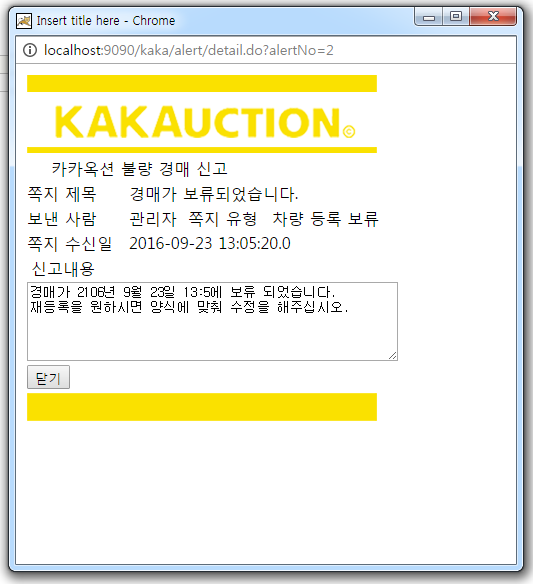 Insert title here - Chrome
localhost:9090/kaka/alert/detail.do?alertNo=2
KAKAUCTION®
카카옥션 불량 경매 신고
쪽지 제목 경매가 보류되었습니다.
보낸 사람 관리자 쪽지 유형 차량 등록 보류
쪽지 수신일 2016-09-23 13:05:20.0
신고내용
경매가 2106년 9월 23일 13:5에 보류 되었습니다.
재등록을 원하시면 양식에 맞춰 수정을 해주십시오.
닫기